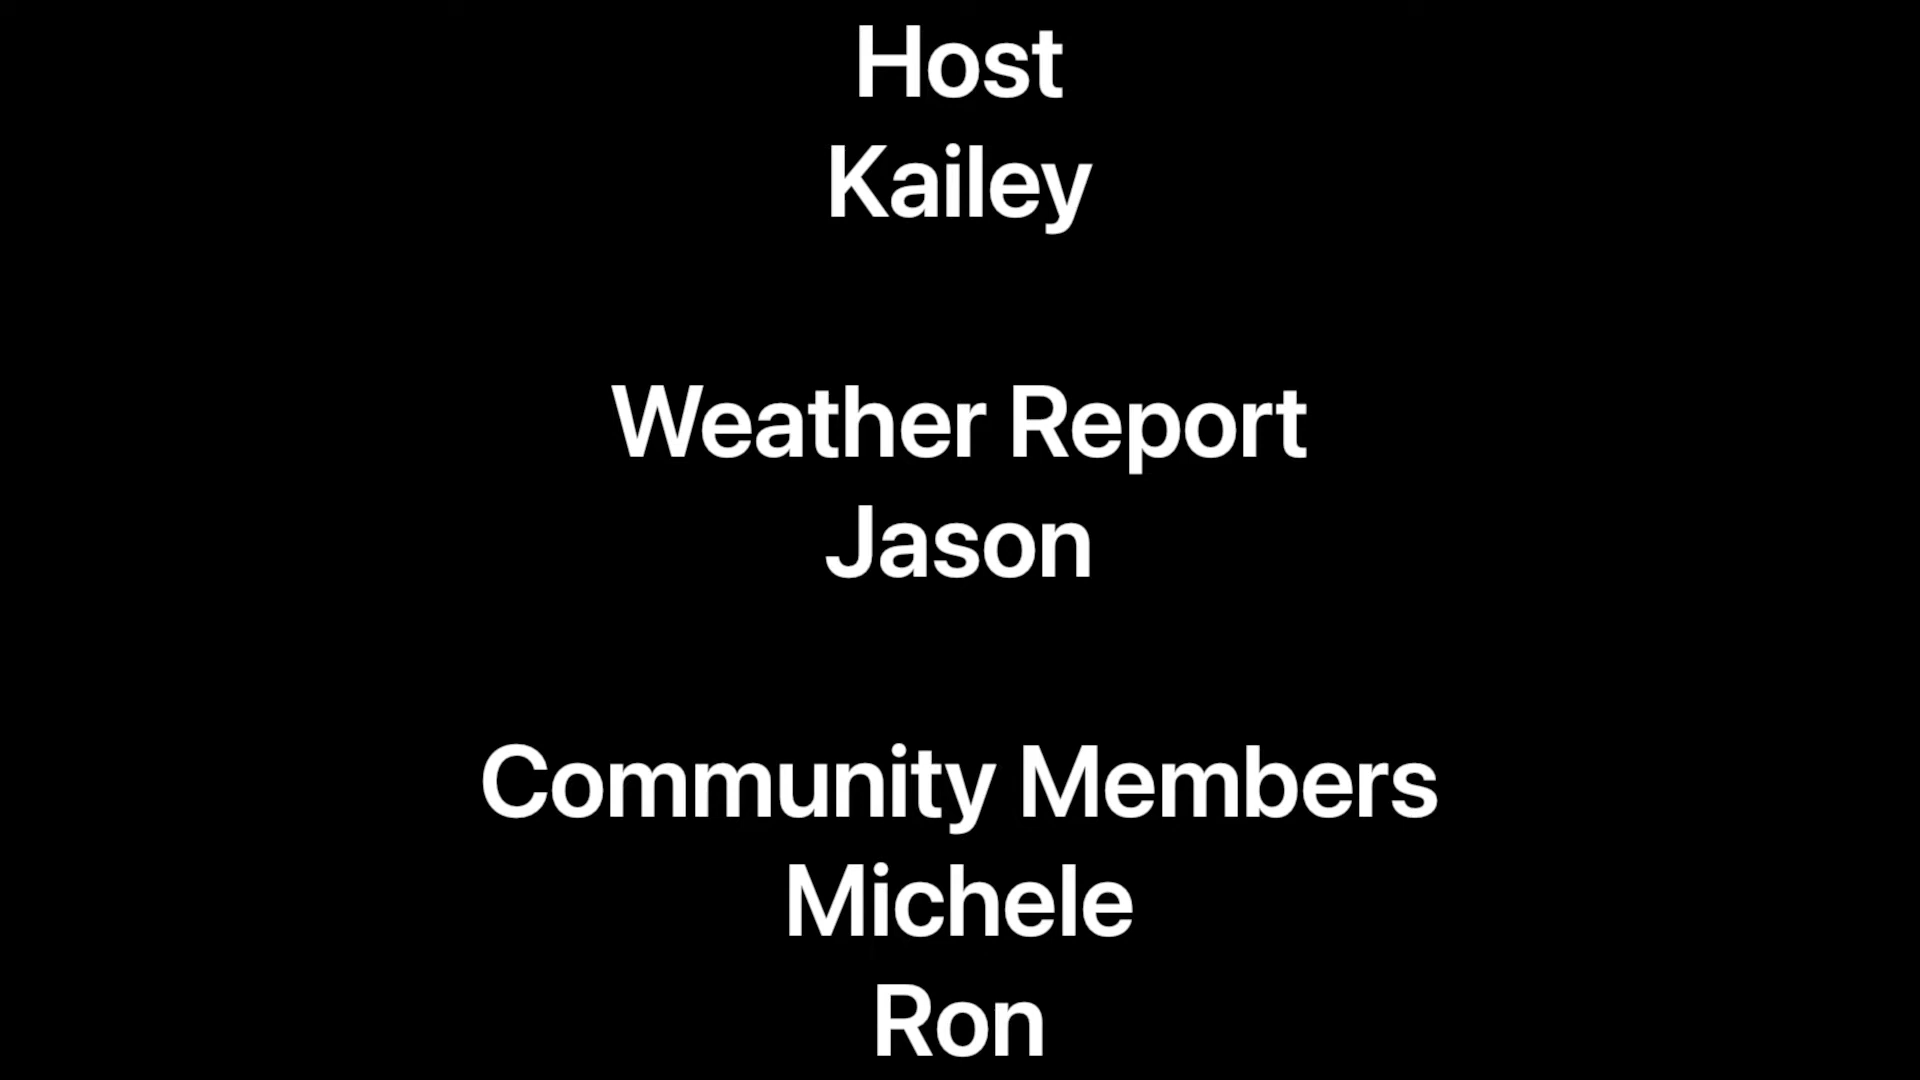 Host
Kailey
Weather Report
Jason
Community Members
Michele
Ron